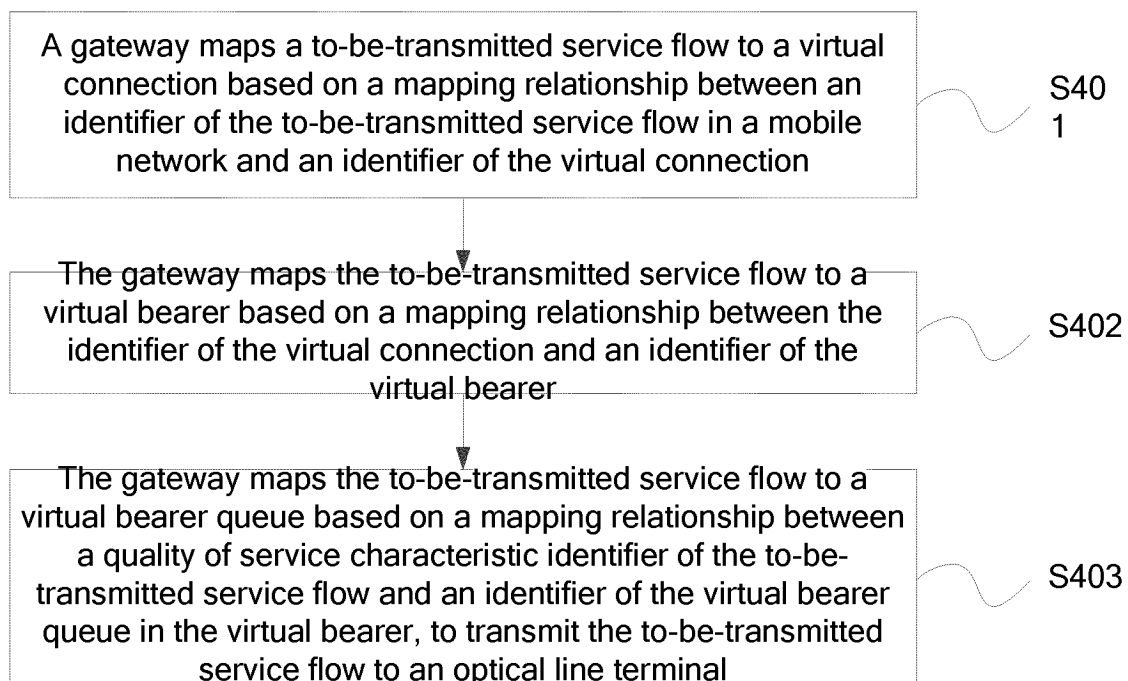 A gateway maps a to-be-transmitted service flow to a virtual
connection based on a mapping relationship between an
identifier of the to-be-transmitted service flow in a mobile
network and an identifier of the virtual connection
S40
1
The gateway maps the to-be-transmitted service flow to a
virtual bearer based on a mapping relationship between the
identifier of the virtual connection and an identifier of the
virtual bearer
S402
The gateway maps the to-be-transmitted service flow to a
virtual bearer queue based on a mapping relationship between
a quality of service characteristic identifier of the to-be-
transmitted service flow and an identifier of the virtual bearer
queue in the virtual bearer, to transmit the to-be-transmitted
service flow to an optical line terminal
S403